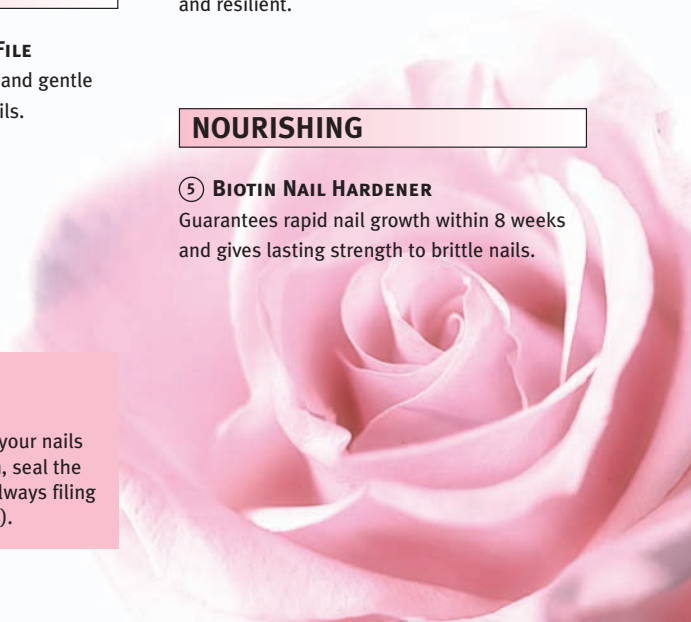 FILE
and gentle
ils.
your nails
, seal the
lways filing
).
and resilient.
NOURISHING
5 BIOTIN NAIL HARDENER
Guarantees rapid nail growth within 8 weeks
and gives lasting strength to brittle nails.